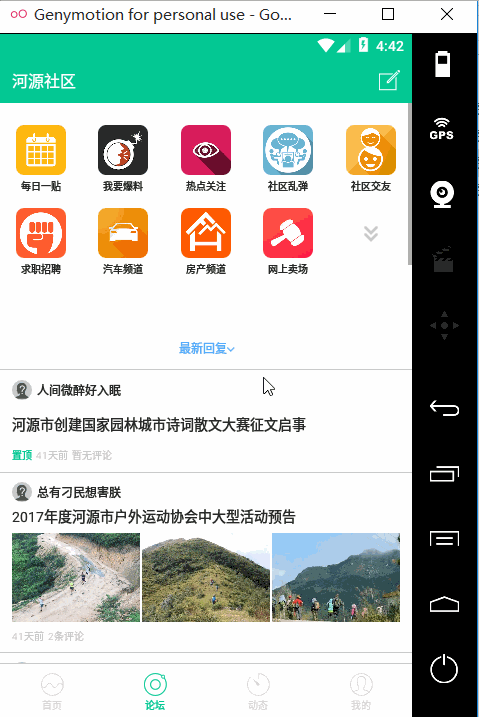 Genymotion for personal use - Go...
4:42
河源社区
GPS
每日一贴 我要爆料 热点关注 社区乱弹 社区交友
求职招聘 汽车频道 房产频道 网上卖场
最新回复
人间微醉好入眠
河源市创建国家园林城市诗词散文大赛征文启事
置顶 41天前 暂无评论
总有刁民想害朕
2017年度河源市户外运动协会中大型活动预告
41天前 2条评论
首页 论坛 动态 我的